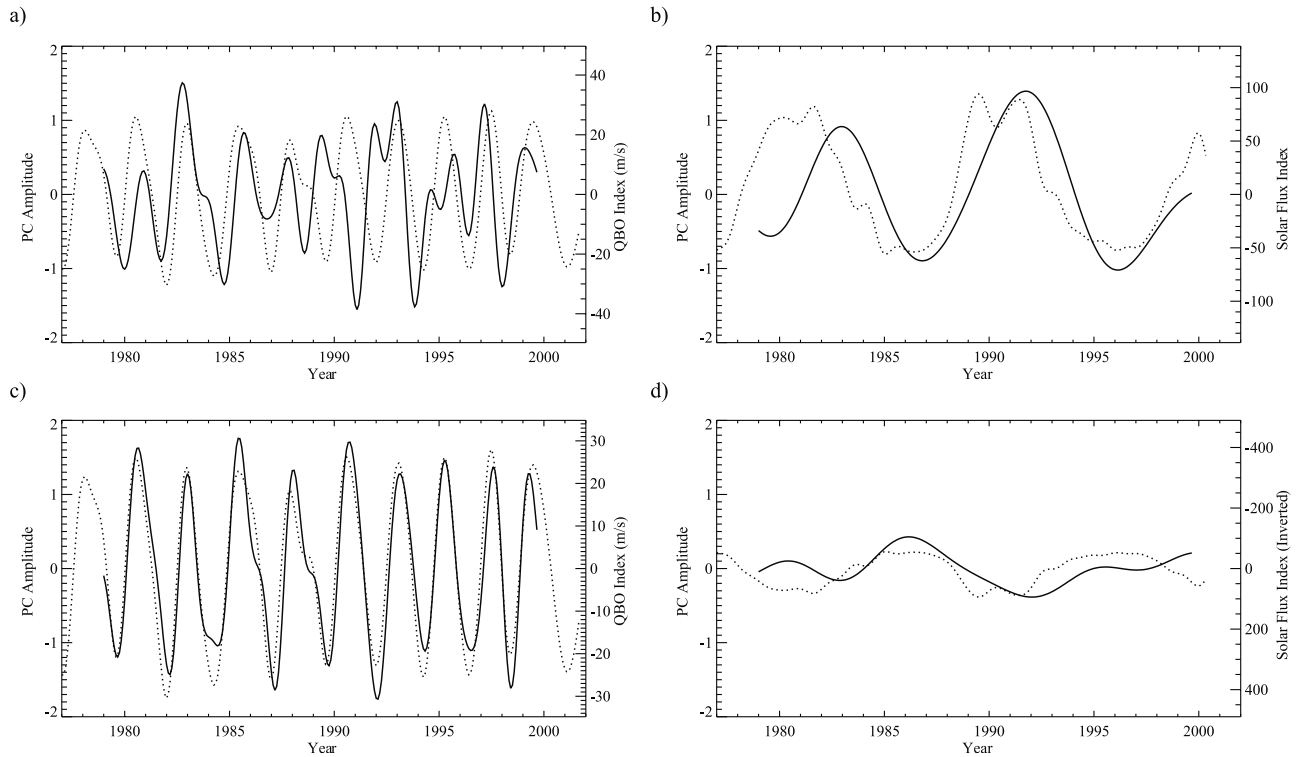 a)
2
1
0
-1
-2
PC Amplitude
40
20
0
-20
-40
QBO Index (m/s)
1980 1985 1990 1995 2000
Year
b)
2
1
0
-1
-2
PC Amplitude
100
50
0
-50
-100
Solar Flux Index
1980 1985 1990 1995 2000
Year
c)
2
1
0
-1
-2
PC Amplitude
30
20
10
0
-10
-20
-30
QBO Index (m/s)
1980 1985 1990 1995 2000
Year
d)
2
1
0
-1
-2
PC Amplitude
-400
-200
0
200
400
Solar Flux Index (Inverted)
1980 1985 1990 1995 2000
Year